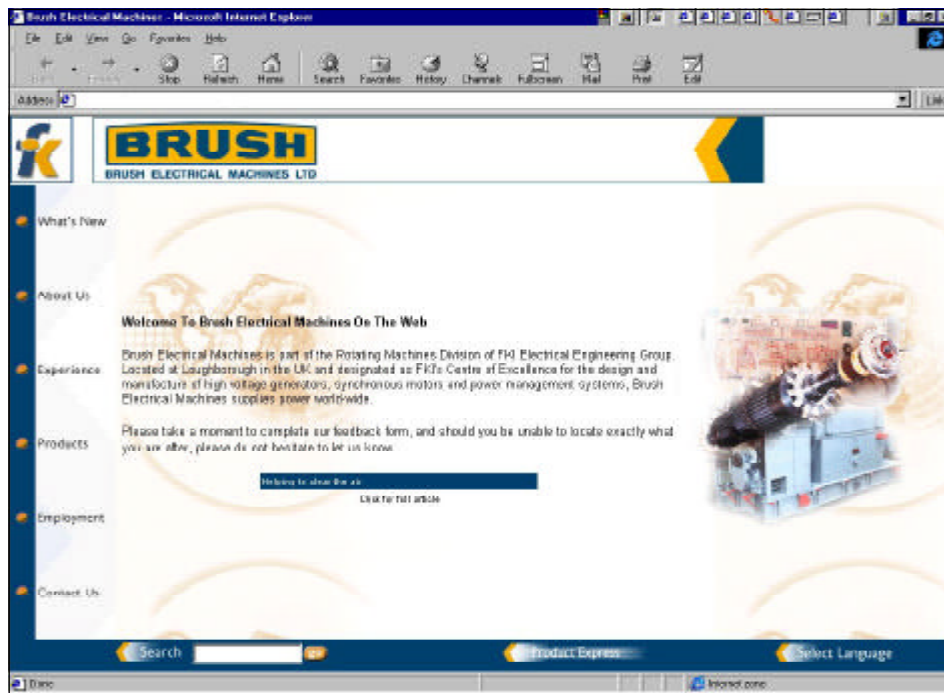 Brush Electrical Machines - Microsoft Internet Explorer
File Edit View Go Favorites Help
Stop Refresh Home Search Favorites History Channels Fullscreen Mail Print Edit
Address
fk
BRUSH
BRUSH ELECTRICAL MACHINES LTD
What's New
About Us
Welcome To Brush Electrical Machines On The Web
Brush Electrical Machines is part of the Rotating Machines Division of FKI Electrical Engineering Group.
Located at Loughborough in the UK and designated as FKI's Centre of Excellence for the design and
Experience
manufacture of high voltage generators, synchronous motors and power management systems, Brush
Electrical Machines supplies power world-wide.
Please take a moment to complete our feedback form, and should you be unable to locate exactly what
Products
you are after, please do not hesitate to let us know
Helping to clear the air
Click for full article
Employment
Contact Us
Search go Product Express Select Language
Done Internet zone